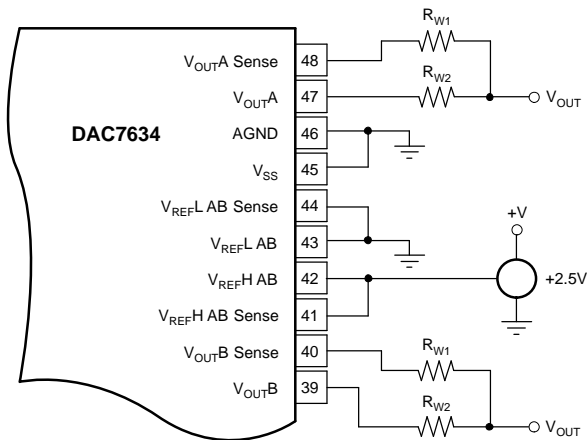 R_W1
V_OUTA Sense 48
R_W2
V_OUTA 47
V_OUT
DAC7634
AGND 46
V_SS 45
V_REFL AB Sense 44
+V
V_REFL AB 43
V_REFH AB 42
+2.5V
V_REFH AB Sense 41
V_OUTB Sense 40
R_W1
V_OUTB 39
R_W2
V_OUT